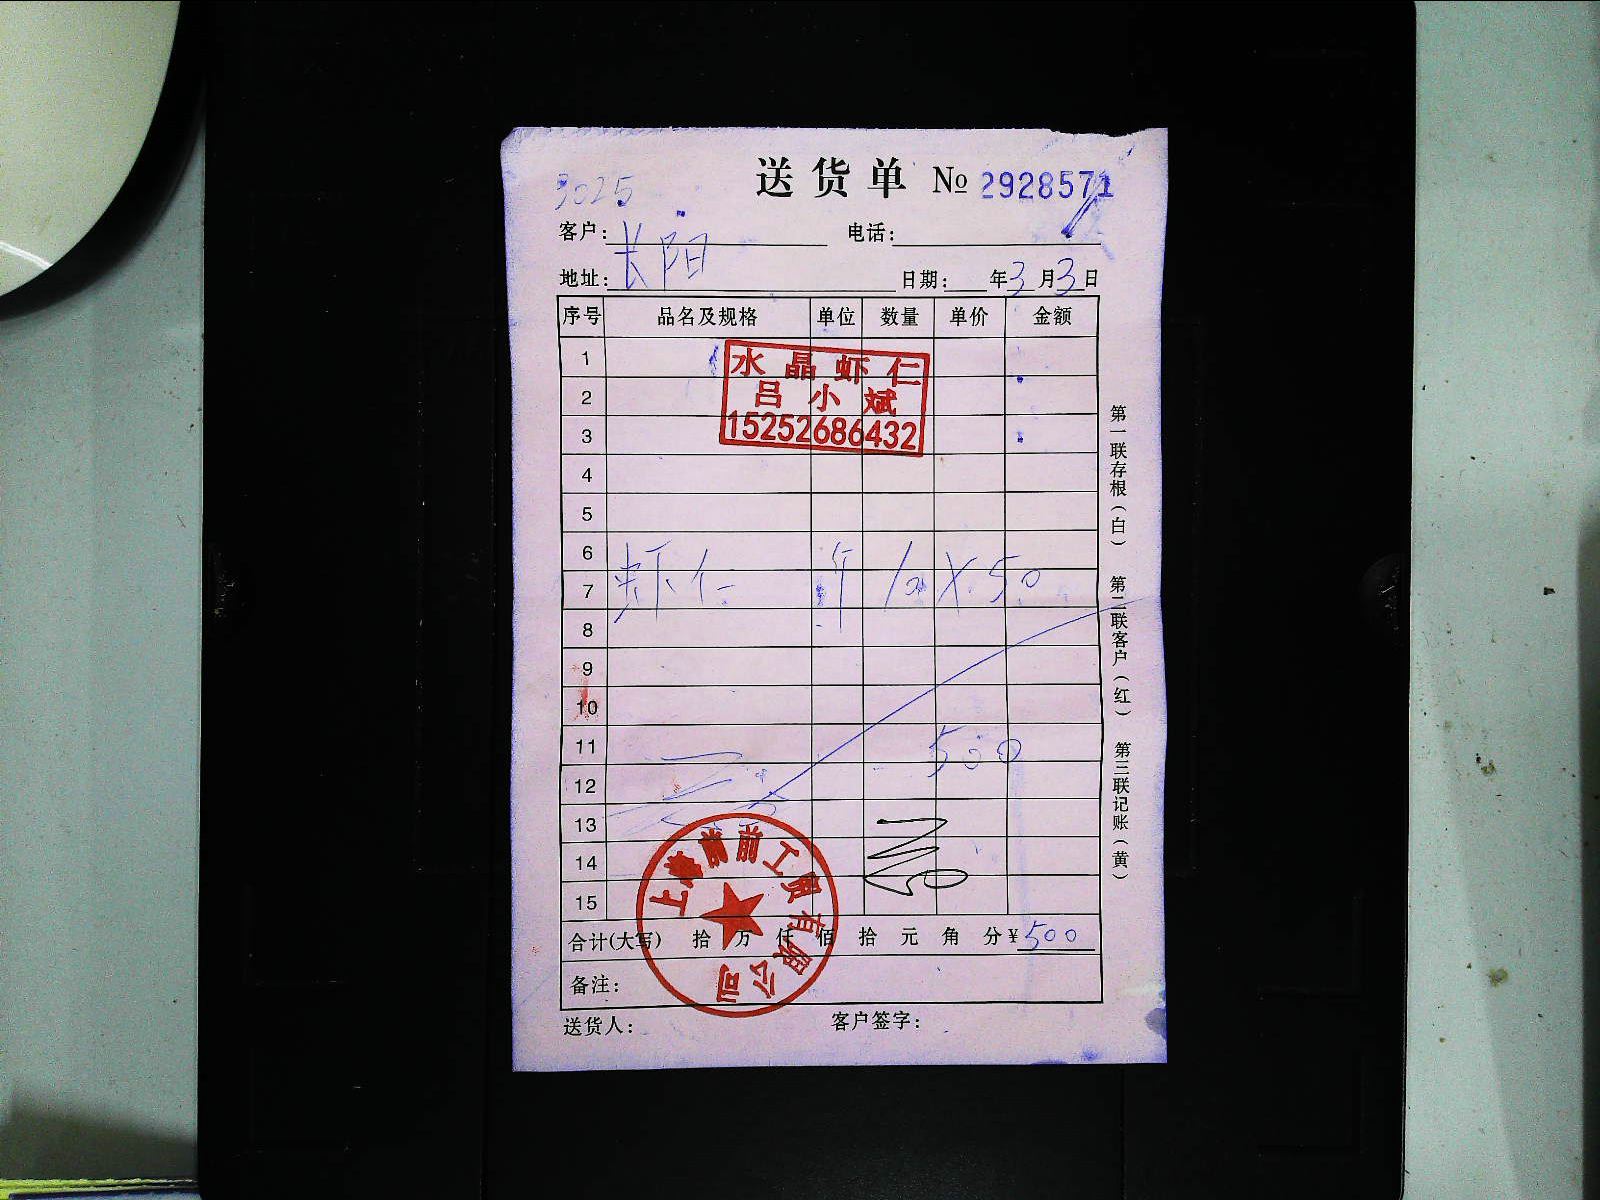 送货单 № 2928571
3025
客户: 长阳 电话:
地址: 日期: 年3月3日
序号 品名及规格 单位 数量 单价 金额
1
水晶虾仁
2
吕小斌
3
15252686432
4
5
6
7 虾仁 斤 10 X 50
8
9
10
11 500
12
13
14
15
合计(大写) 拾 万 仟 佰 拾 元 角 分 ¥500
备注:
送货人: 客户签字:
第一联存根(白) 第二联客户(红) 第三联记账(黄)